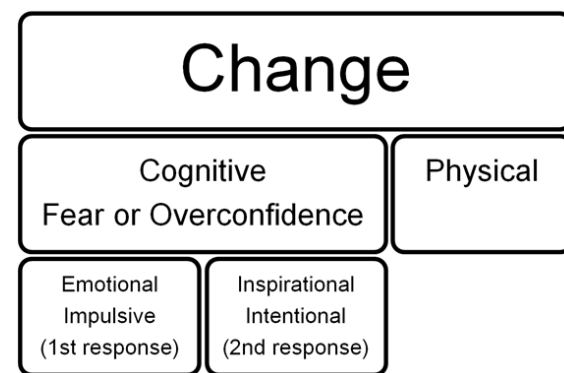 Change
Cognitive
Fear or Overconfidence
Physical
Emotional
Impulsive
(1st response)
Inspirational
Intentional
(2nd response)